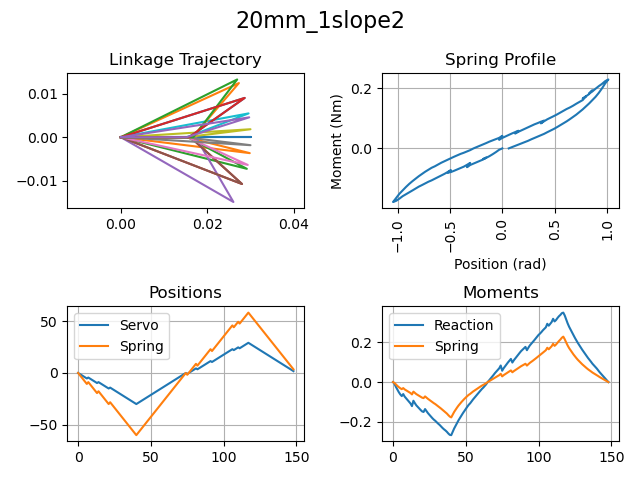 20mm_1slope2
Linkage Trajectory
0.01
0.00
−0.01
0.00
0.02
0.04
Spring Profile
Moment (Nm)
0.2
0.0
−1.0
−0.5
0.0
0.5
1.0
Position (rad)
Positions
Servo
Spring
50
0
−50
0
50
100
150
Moments
Reaction
Spring
0.2
0.0
−0.2
0
50
100
150